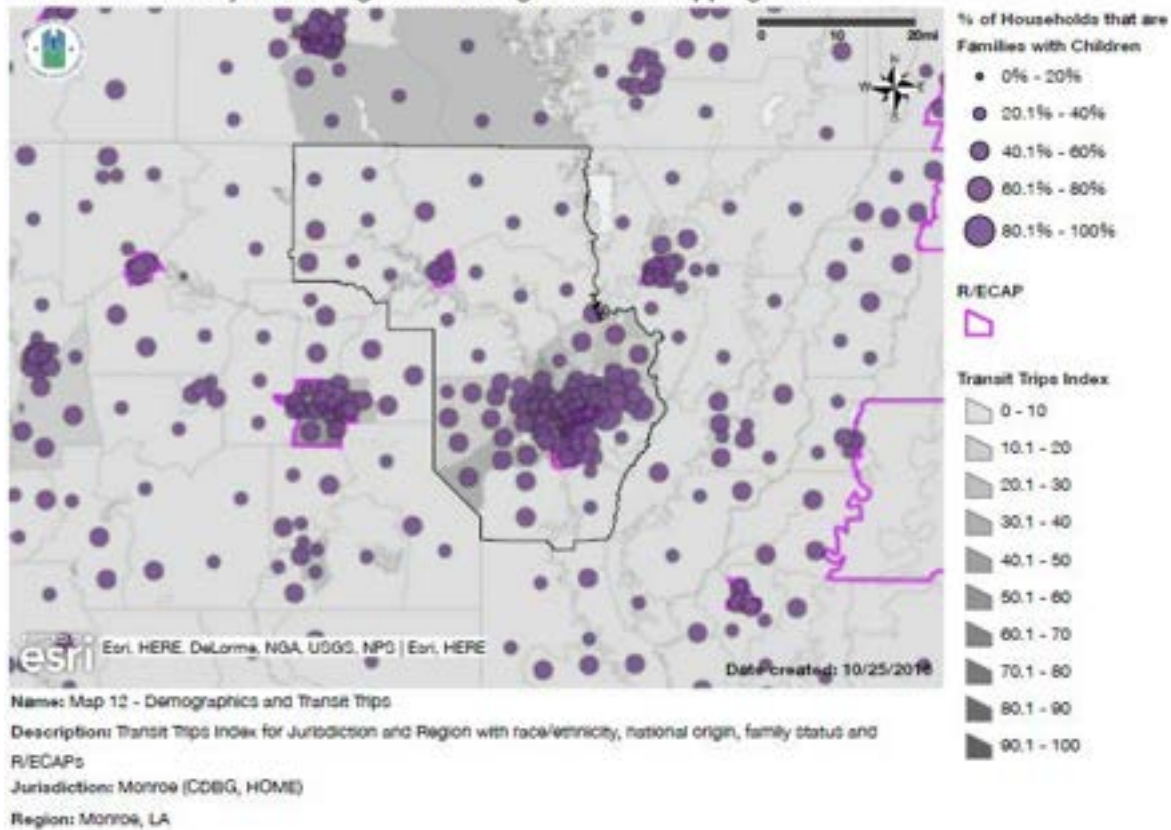 0 10 20mi
N
W E
S
% of Households that are
Families with Children
0% - 20%
20.1% - 40%
40.1% - 60%
60.1% - 80%
80.1% - 100%
R/ECAP
Transit Trips Index
0 - 10
10.1 - 20
20.1 - 30
30.1 - 40
40.1 - 50
50.1 - 60
60.1 - 70
70.1 - 80
80.1 - 90
90.1 - 100
esri
Esri, HERE, DeLorme, NGA, USGS, NPS | Esri, HERE
Date created: 10/25/2016
Name: Map 12 - Demographics and Transit Trips
Description: Transit Trips Index for Jurisdiction and Region with race/ethnicity, national origin, family status and
R/ECAPs
Jurisdiction: Monroe (CDBG, HOME)
Region: Monroe, LA